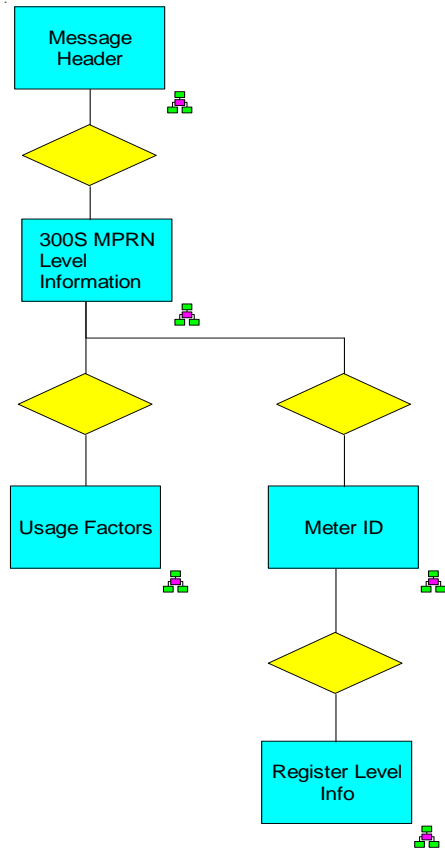 Message
Header
300S MPRN
Level
Information
Usage Factors
Meter ID
Register Level
Info